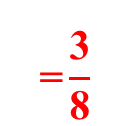 = 3/8